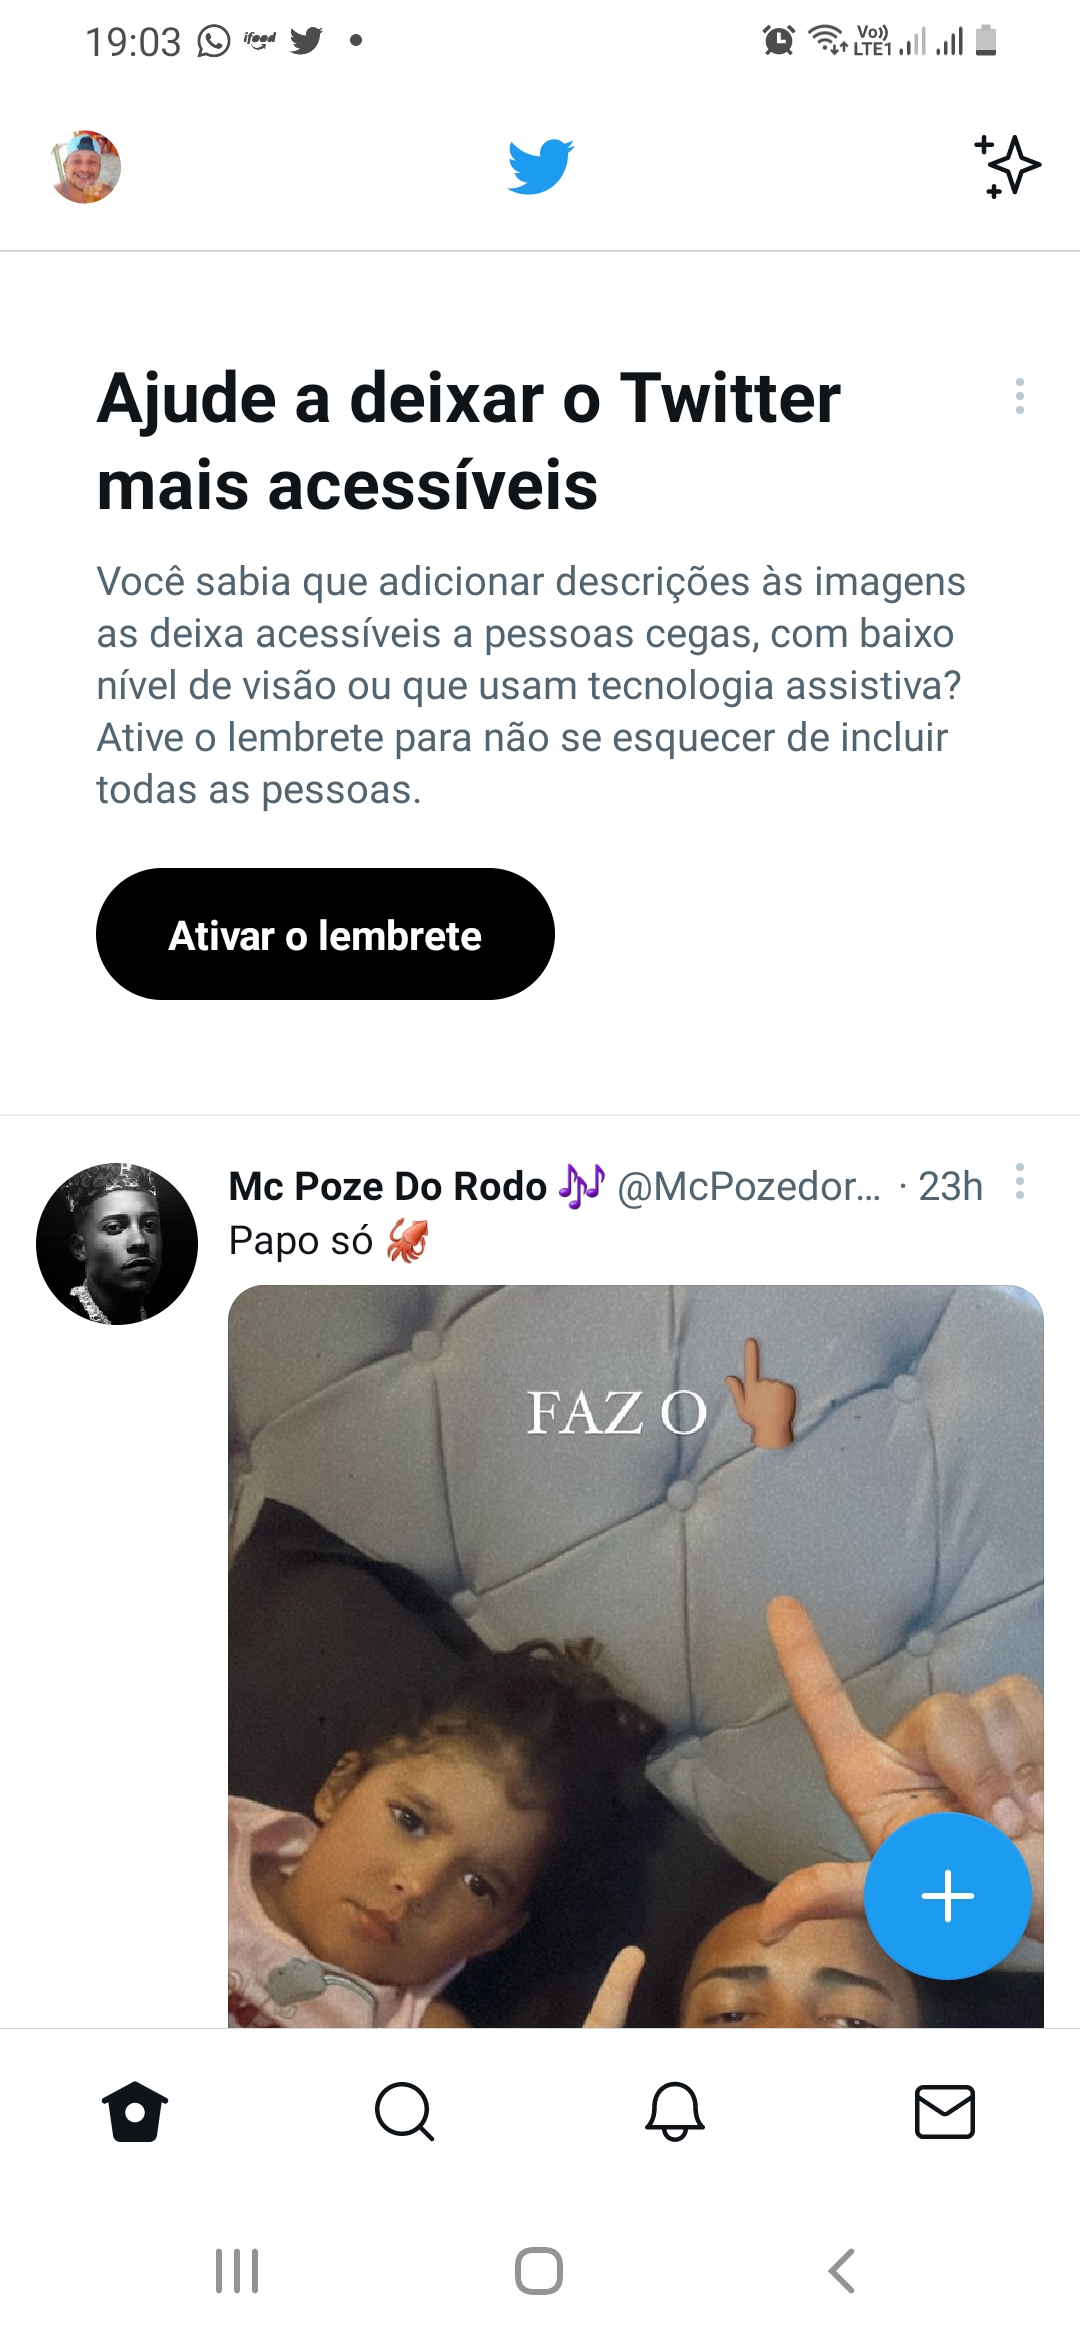 19:03 ifood Vo)) LTE1
Ajude a deixar o Twitter
mais acessíveis
Você sabia que adicionar descrições às imagens
as deixa acessíveis a pessoas cegas, com baixo
nível de visão ou que usam tecnologia assistiva?
Ative o lembrete para não se esquecer de incluir
todas as pessoas.
Ativar o lembrete
Mc Poze Do Rodo 🎶 @McPozedor... · 23h
Papo só 🦑
FAZ O 👆🏽